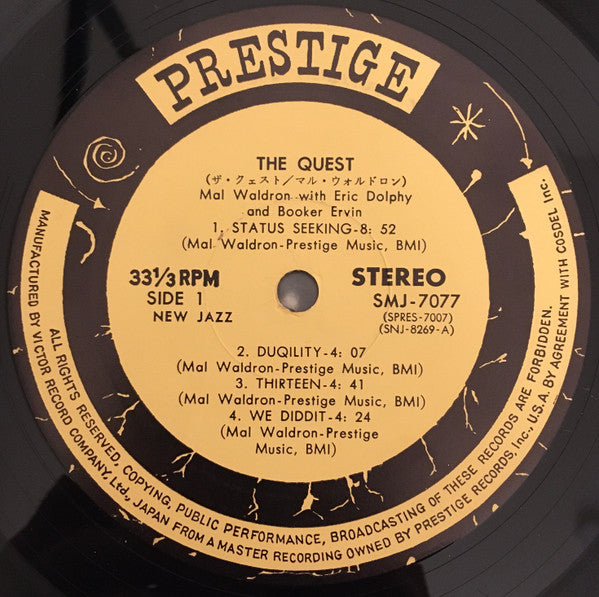 PRESTIGE
THE QUEST
(ザ・クェスト/マル・ウォルドロン)
Mal Waldron with Eric Dolphy
and Booker Ervin
1. STATUS SEEKING-8: 52
(Mal Waldron-Prestige Music, BMI)
33 1/3 RPM
SIDE 1
NEW JAZZ
STEREO
SMJ-7077
(SPRES-7007)
(SNJ-8269-A)
2. DUQILITY-4: 07
(Mal Waldron-Prestige Music, BMI)
3. THIRTEEN-4: 41
(Mal Waldron-Prestige Music, BMI)
4. WE DIDDIT-4: 24
(Mal Waldron-Prestige
Music, BMI)
ALL RIGHTS RESERVED, COPYING, PUBLIC PERFORMANCE, BROADCASTING OF THESE RECORDS ARE FORBIDDEN.
MANUFACTURED BY VICTOR RECORD COMPANY, Ltd., JAPAN FROM A MASTER RECORDING OWNED BY PRESTIGE RECORDS, Inc., U.S.A. BY AGREEMENT WITH COSDEL Inc.